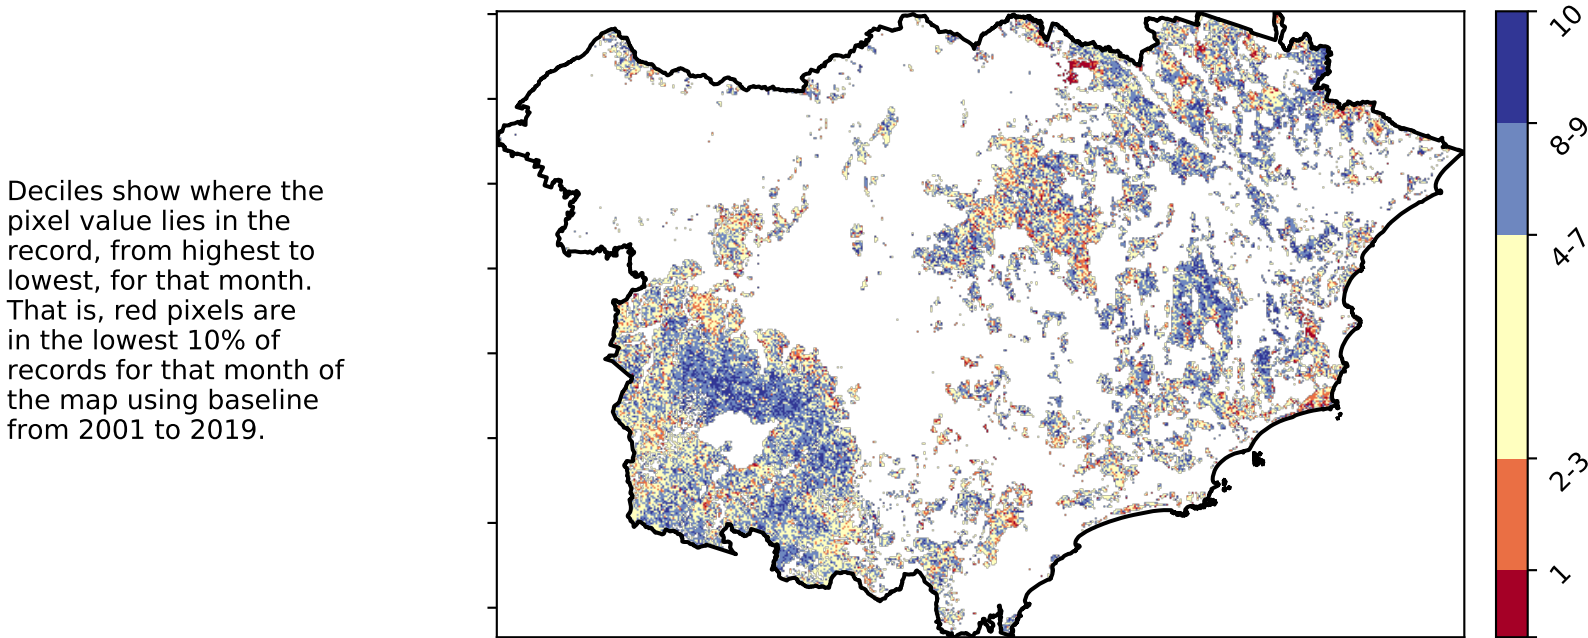 Deciles show where the
pixel value lies in the
record, from highest to
lowest, for that month.
That is, red pixels are
in the lowest 10% of
records for that month of
the map using baseline
from 2001 to 2019.
10
8-9
4-7
2-3
1